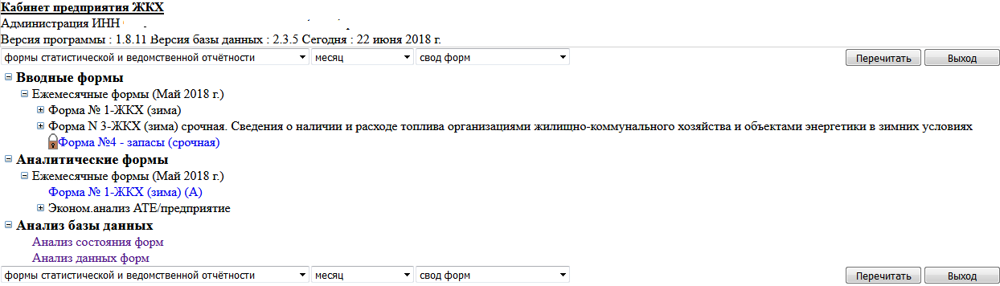 Кабинет предприятия ЖКХ
Администрация ИНН
Версия программы : 1.8.11 Версия базы данных : 2.3.5 Сегодня : 22 июня 2018 г.
формы статистической и ведомственной отчётности месяц свод форм Перечитать Выход
Вводные формы
Ежемесячные формы (Май 2018 г.)
Форма № 1-ЖКХ (зима)
Форма N 3-ЖКХ (зима) срочная. Сведения о наличии и расходе топлива организациями жилищно-коммунального хозяйства и объектами энергетики в зимних условиях
Форма №4 - запасы (срочная)
Аналитические формы
Ежемесячные формы (Май 2018 г.)
Форма № 1-ЖКХ (зима) (А)
Эконом.анализ АТЕ/предприятие
Анализ базы данных
Анализ состояния форм
Анализ данных форм
формы статистической и ведомственной отчётности месяц свод форм Перечитать Выход